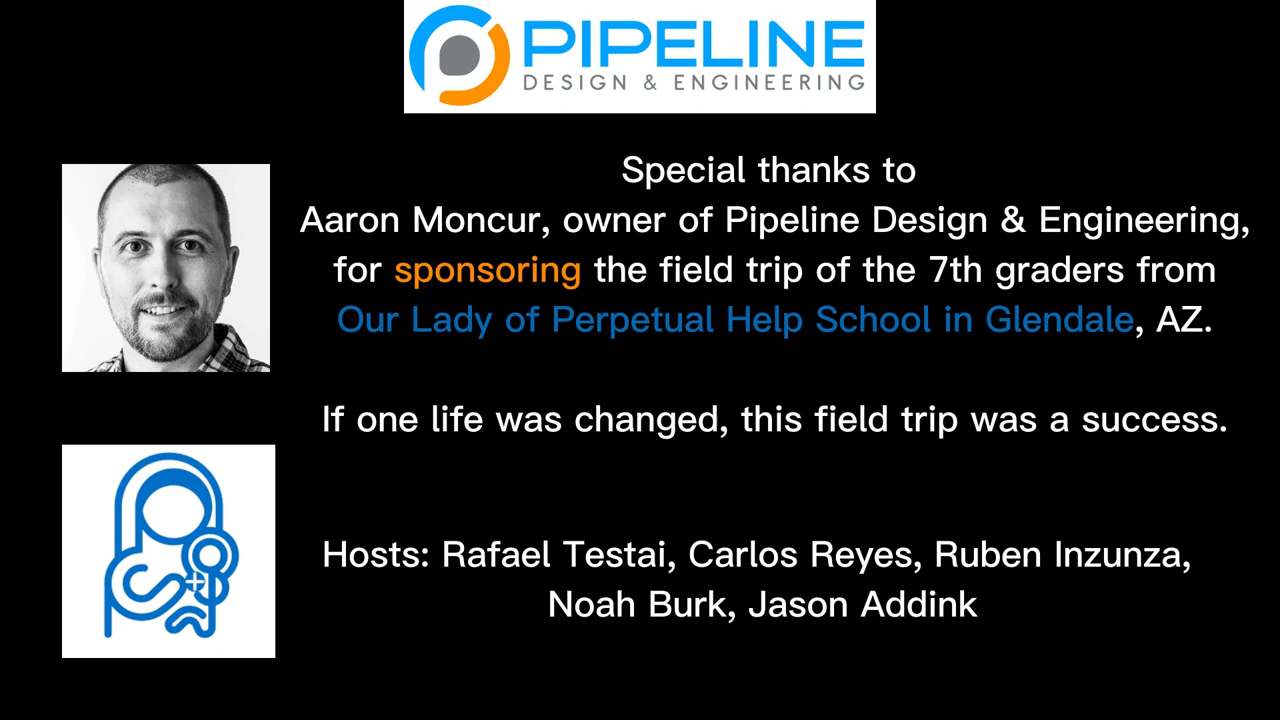 PIPELINE
DESIGN & ENGINEERING
Special thanks to
Aaron Moncur, owner of Pipeline Design & Engineering,
for sponsoring the field trip of the 7th graders from
Our Lady of Perpetual Help School in Glendale, AZ.
If one life was changed, this field trip was a success.
Hosts: Rafael Testai, Carlos Reyes, Ruben Inzunza,
Noah Burk, Jason Addink